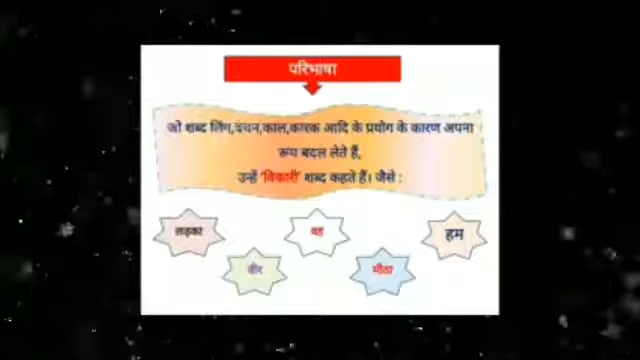 परिभाषा
जो शब्द लिंग,वचन,काल,कारक आदि के प्रयोग के कारण अपना
रूप बदल लेते हैं,
उन्हें 'विकारी' शब्द कहते हैं। जैसे :
लड़का
वह
हम
वीर
मीठा